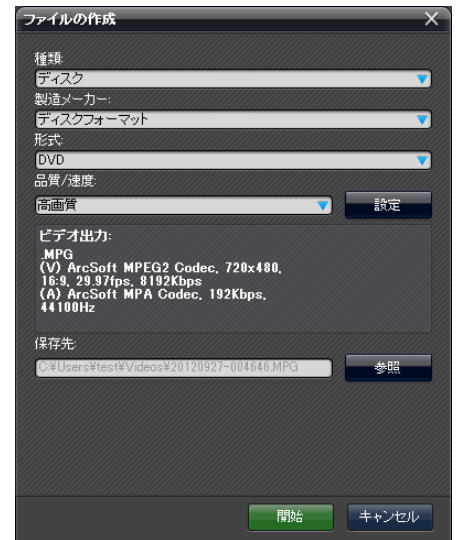 ファイルの作成
種類:
ディスク
製造メーカー:
ディスクフォーマット
形式:
DVD
品質/速度:
高画質
設定
ビデオ出力:
.MPG
(V) ArcSoft MPEG2 Codec, 720x480,
16:9, 29.97fps, 8192Kbps
(A) ArcSoft MPA Codec, 192Kbps,
44100Hz
保存先:
C:¥Users¥test¥Videos¥20120927-004646.MPG
参照
開始
キャンセル